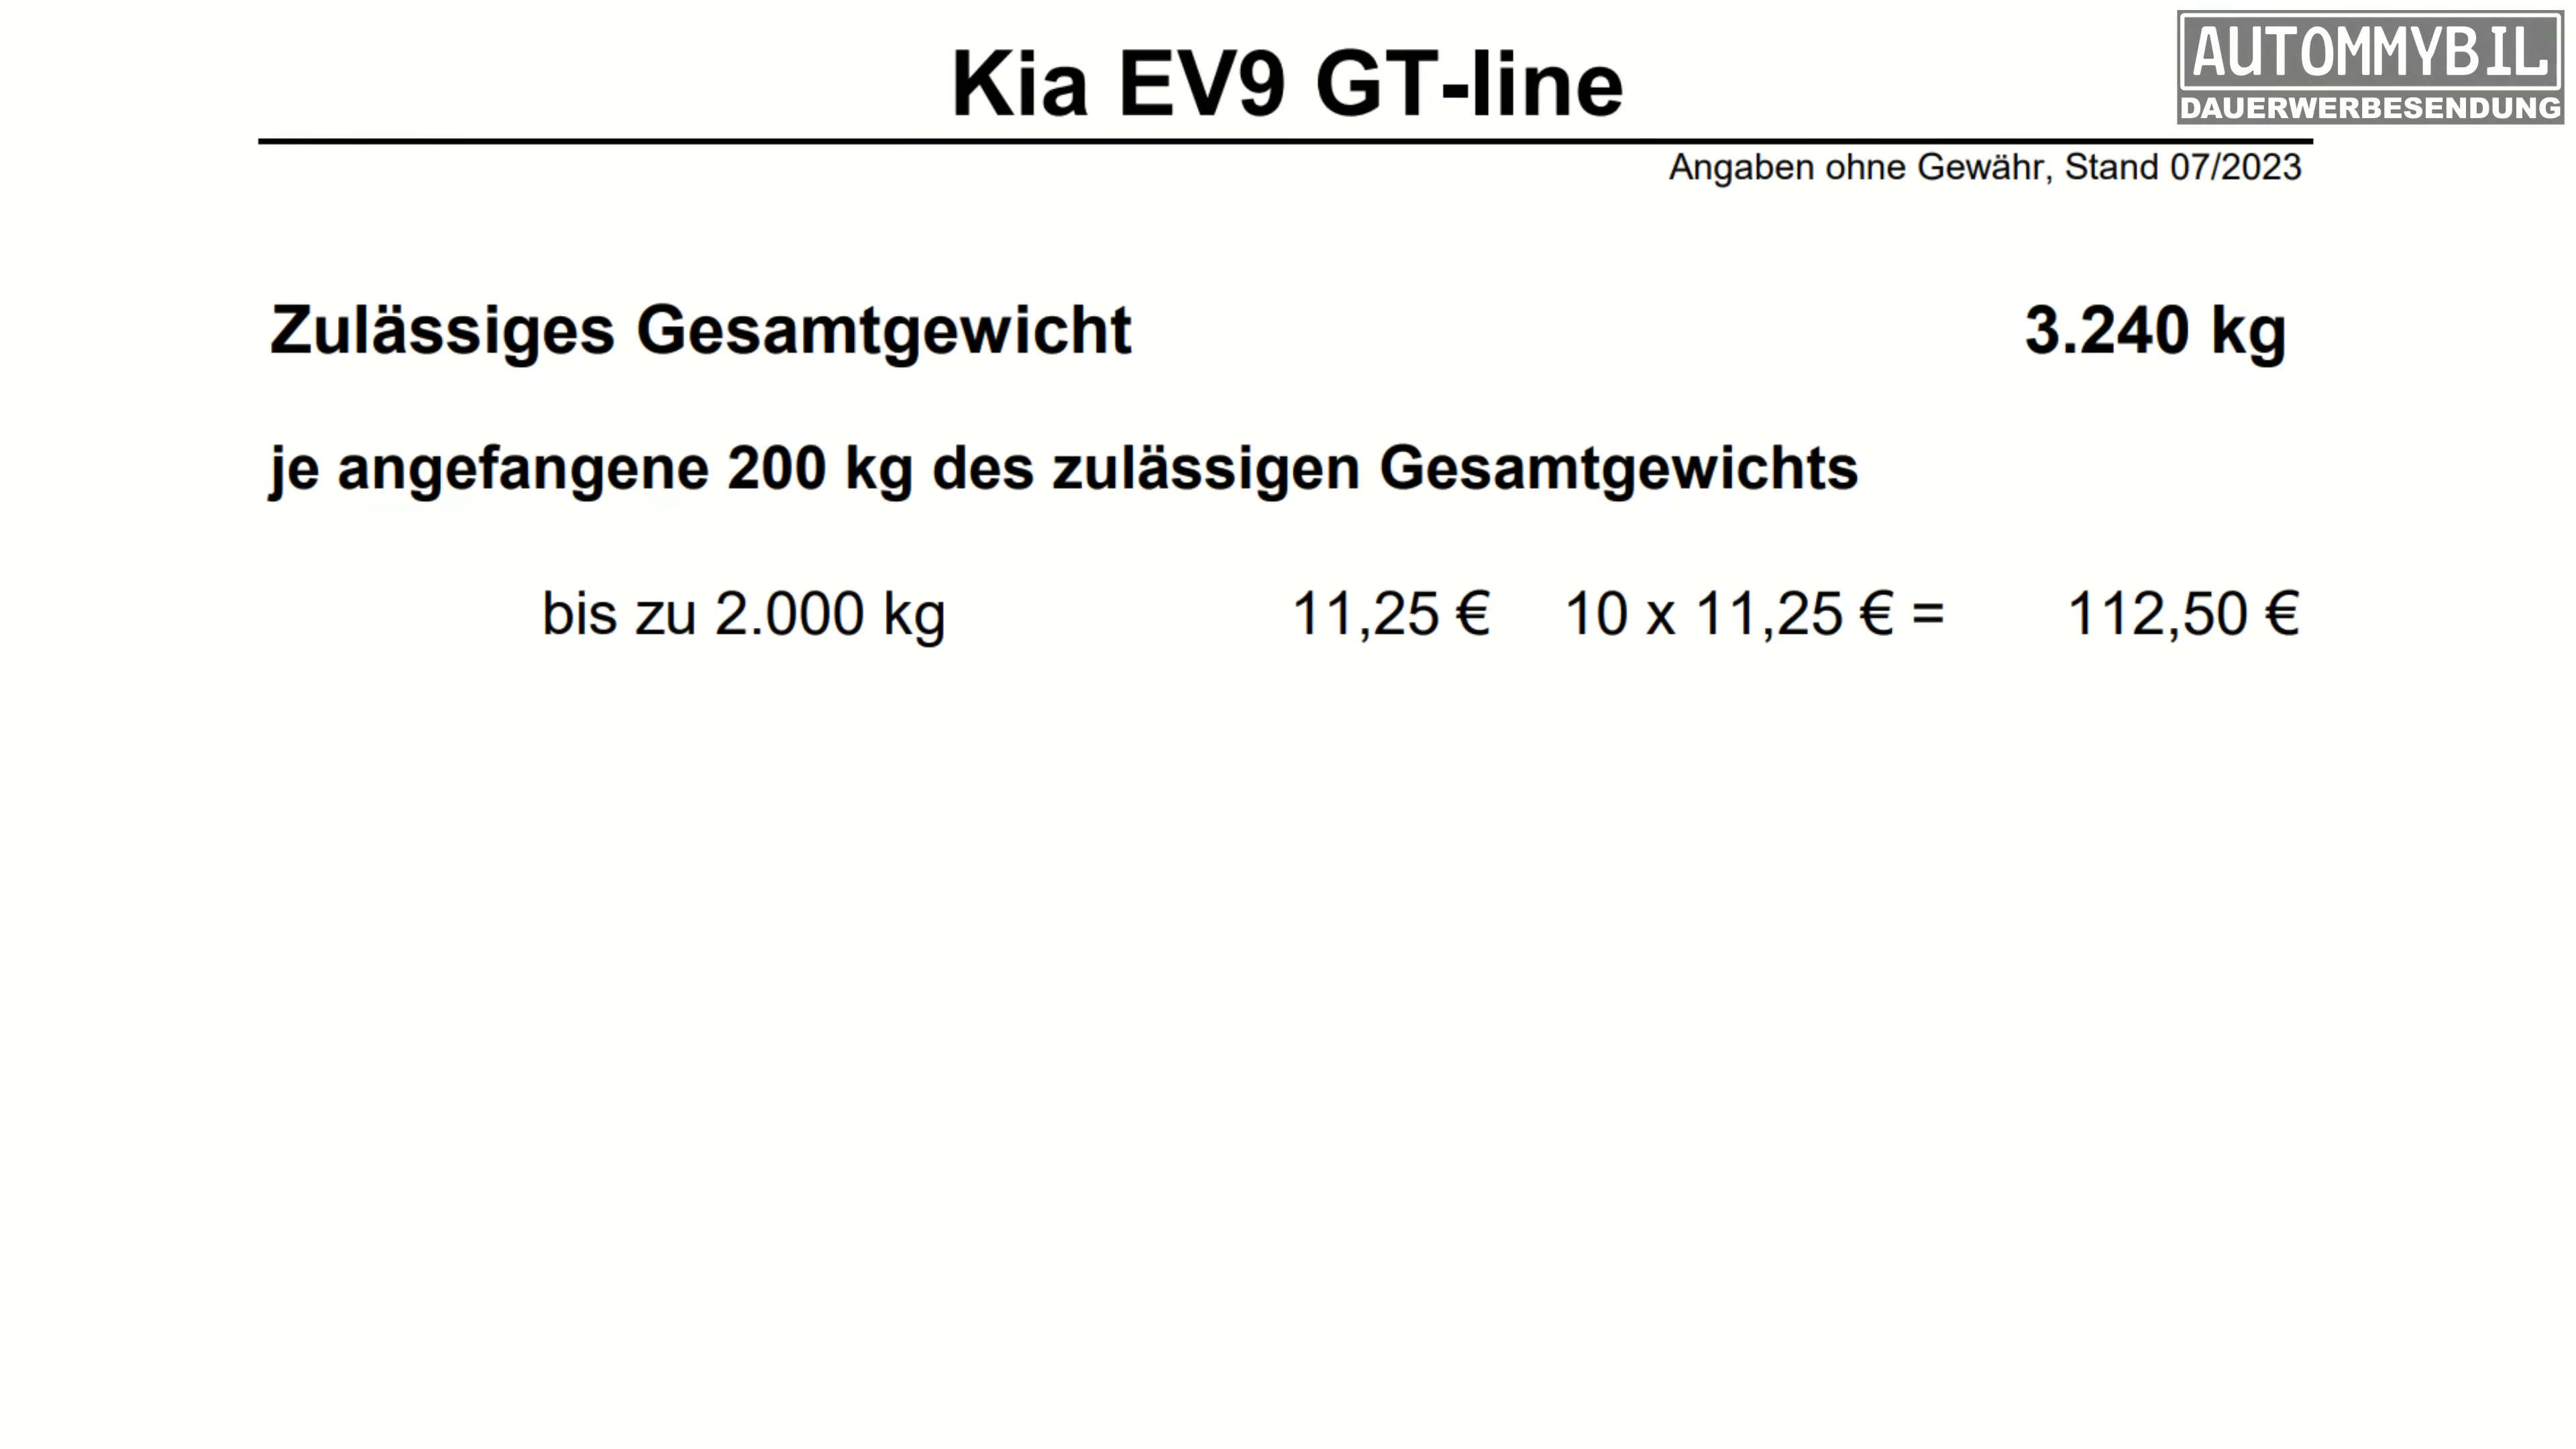 Kia EV9 GT-line
AUTOMMYBIL
DAUERWERBESENDUNG
Angaben ohne Gewähr, Stand 07/2023
Zulässiges Gesamtgewicht 3.240 kg
je angefangene 200 kg des zulässigen Gesamtgewichts
bis zu 2.000 kg 11,25 € 10 x 11,25 € = 112,50 €